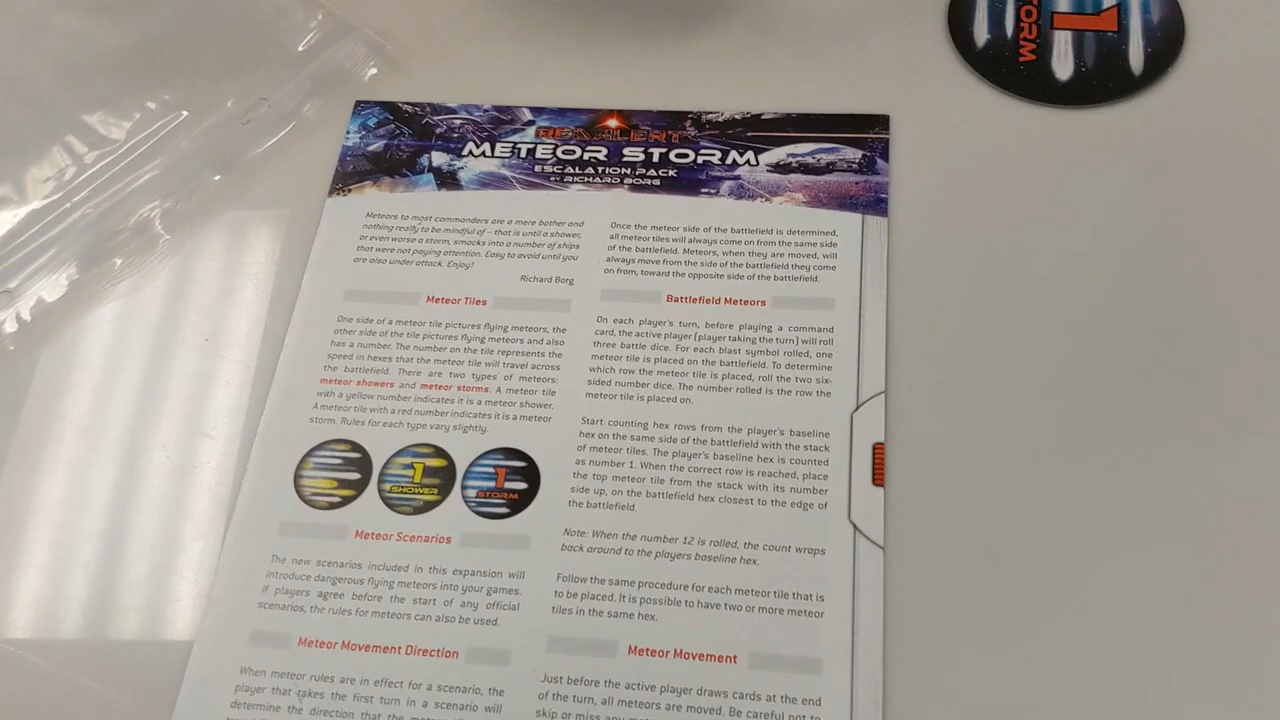 1
STORM
RED ALERT
METEOR STORM
ESCALATION PACK
BY RICHARD BORG
Meteors to most commanders are a mere bother and
nothing really to be mindful of – that is until a shower,
or even worse a storm, smacks into a number of ships
that were not paying attention. Easy to avoid until you
are also under attack. Enjoy!
Richard Borg
Meteor Tiles
One side of a meteor tile pictures flying meteors, the
other side of the tile pictures flying meteors and also
has a number. The number on the tile represents the
speed in hexes that the meteor tile will travel across
the battlefield. There are two types of meteors:
meteor showers and meteor storms. A meteor tile
with a yellow number indicates it is a meteor shower.
A meteor tile with a red number indicates it is a meteor
storm. Rules for each type vary slightly.
1
SHOWER
1
STORM
Meteor Scenarios
The new scenarios included in this expansion will
introduce dangerous flying meteors into your games.
If players agree before the start of any official
scenarios, the rules for meteors can also be used.
Meteor Movement Direction
When meteor rules are in effect for a scenario, the
player that takes the first turn in a scenario will
determine the direction that the
Once the meteor side of the battlefield is determined,
all meteor tiles will always come on from the same side
of the battlefield. Meteors, when they are moved, will
always move from the side of the battlefield they come
on from, toward the opposite side of the battlefield.
Battlefield Meteors
On each player's turn, before playing a command
card, the active player [player taking the turn] will roll
three battle dice. For each blast symbol rolled, one
meteor tile is placed on the battlefield. To determine
which row the meteor tile is placed, roll the two six-
sided number dice. The number rolled is the row the
meteor tile is placed on.
Start counting hex rows from the player's baseline
hex on the same side of the battlefield with the stack
of meteor tiles. The player's baseline hex is counted
as number 1. When the correct row is reached, place
the top meteor tile from the stack with its number
side up, on the battlefield hex closest to the edge of
the battlefield.
Note: When the number 12 is rolled, the count wraps
back around to the players baseline hex.
Follow the same procedure for each meteor tile that is
to be placed. It is possible to have two or more meteor
tiles in the same hex.
Meteor Movement
Just before the active player draws cards at the end
of the turn, all meteors are moved. Be careful not to
skip or miss any